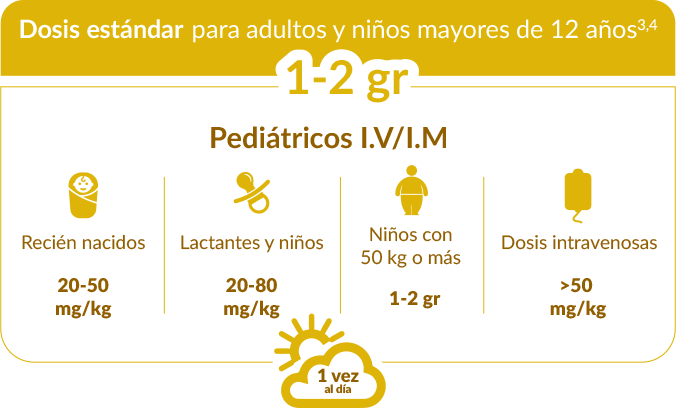 Dosis estándar para adultos y niños mayores de 12 años3,4
1-2 gr
Pediátricos I.V/I.M
Recién nacidos
20-50
mg/kg
Lactantes y niños
20-80
mg/kg
Niños con
50 kg o más
1-2 gr
Dosis intravenosas
>50
mg/kg
1 vez
al día